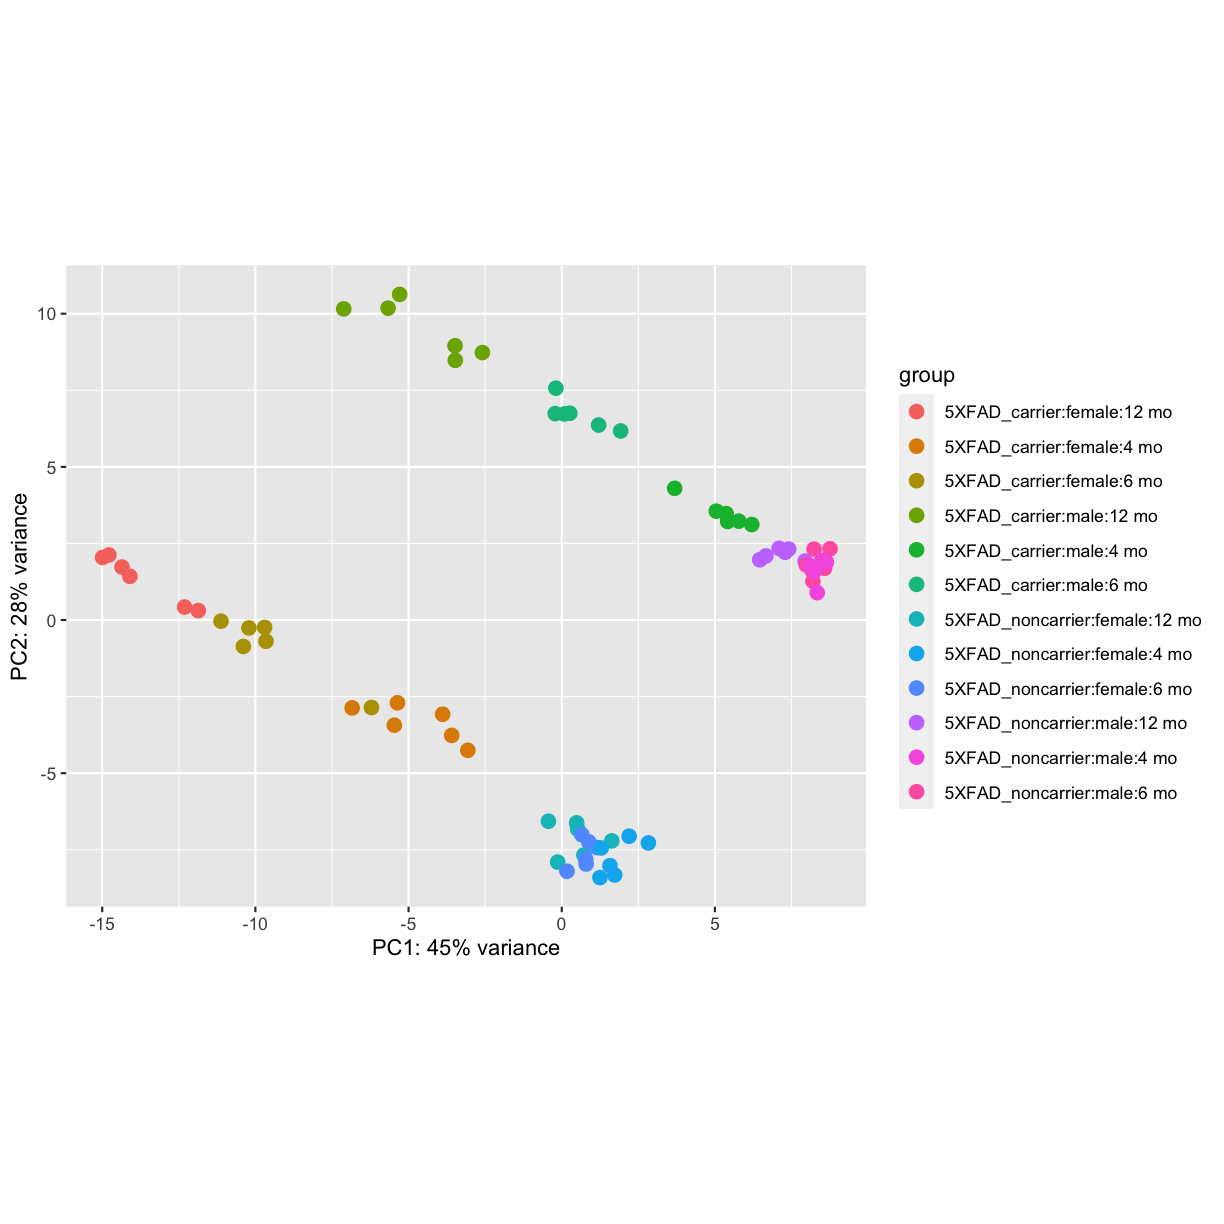 group
5XFAD_carrier:female:12 mo
5XFAD_carrier:female:4 mo
5XFAD_carrier:female:6 mo
5XFAD_carrier:male:12 mo
5XFAD_carrier:male:4 mo
5XFAD_carrier:male:6 mo
5XFAD_noncarrier:female:12 mo
5XFAD_noncarrier:female:4 mo
5XFAD_noncarrier:female:6 mo
5XFAD_noncarrier:male:12 mo
5XFAD_noncarrier:male:4 mo
5XFAD_noncarrier:male:6 mo
PC2: 28% variance
10
5
0
-5
-15 -10 -5 0 5
PC1: 45% variance